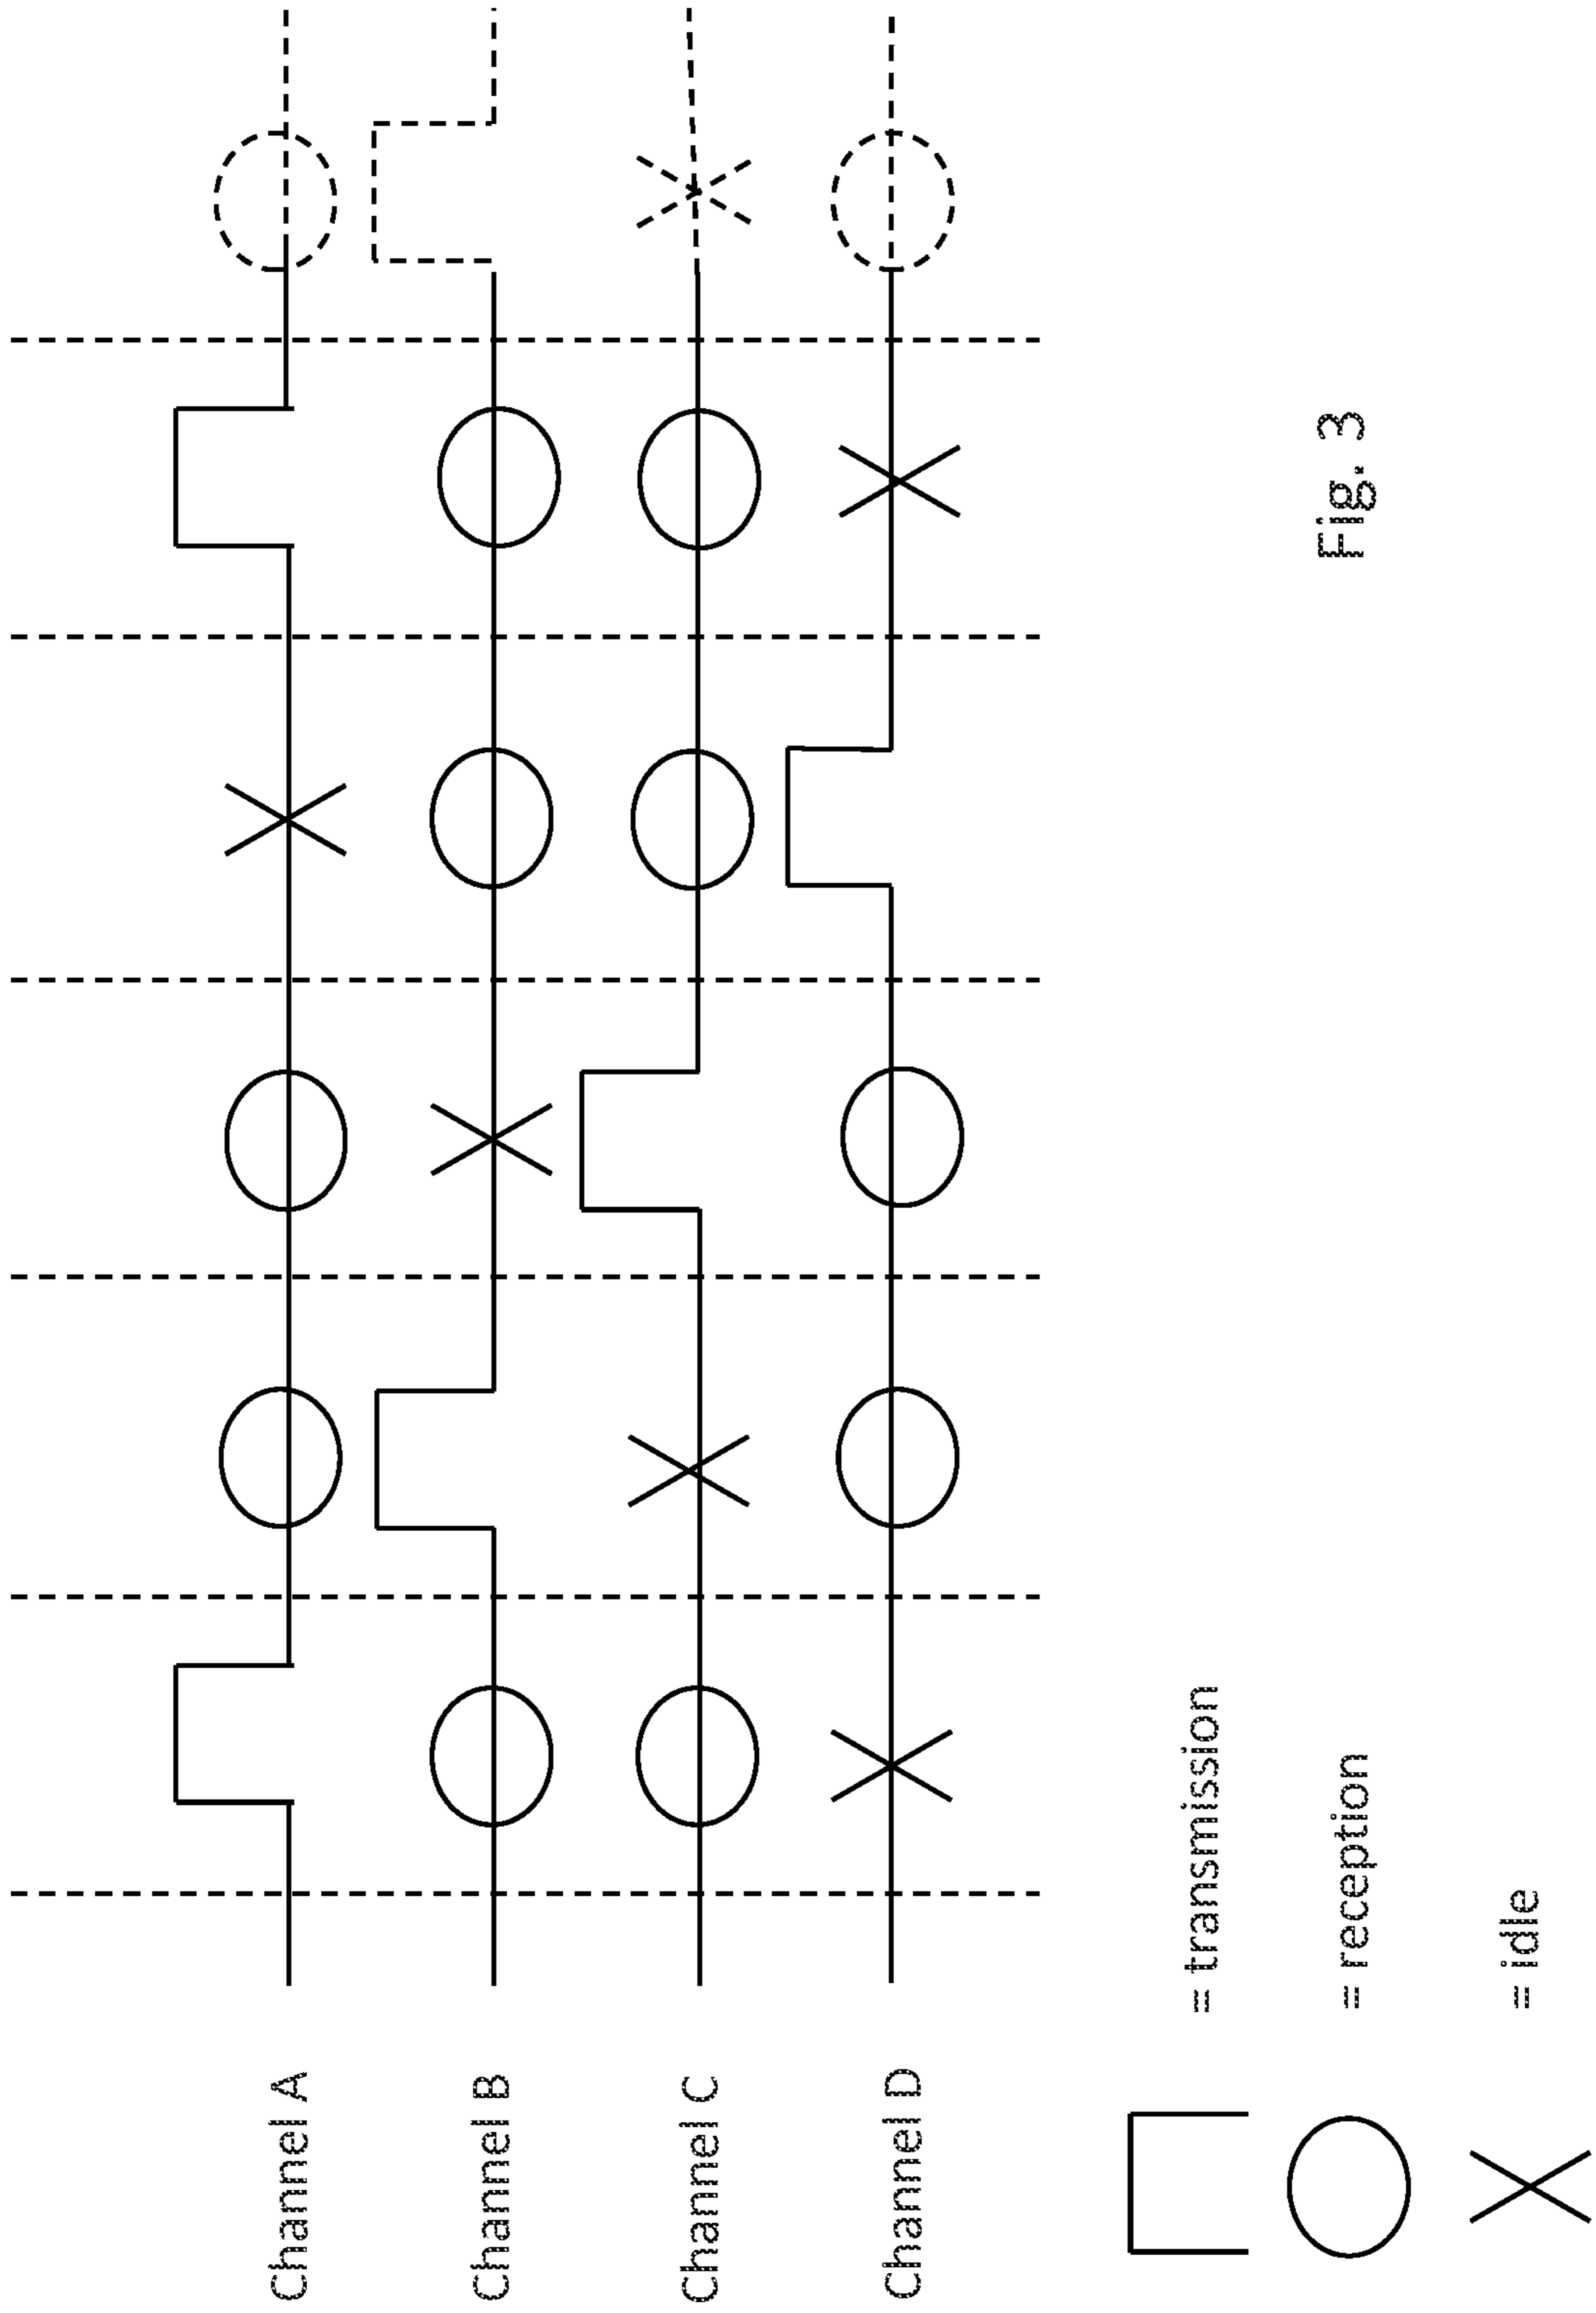 Channel A
Channel B
Channel C
Channel D
= transmission
= reception
= idle
Fig. 3